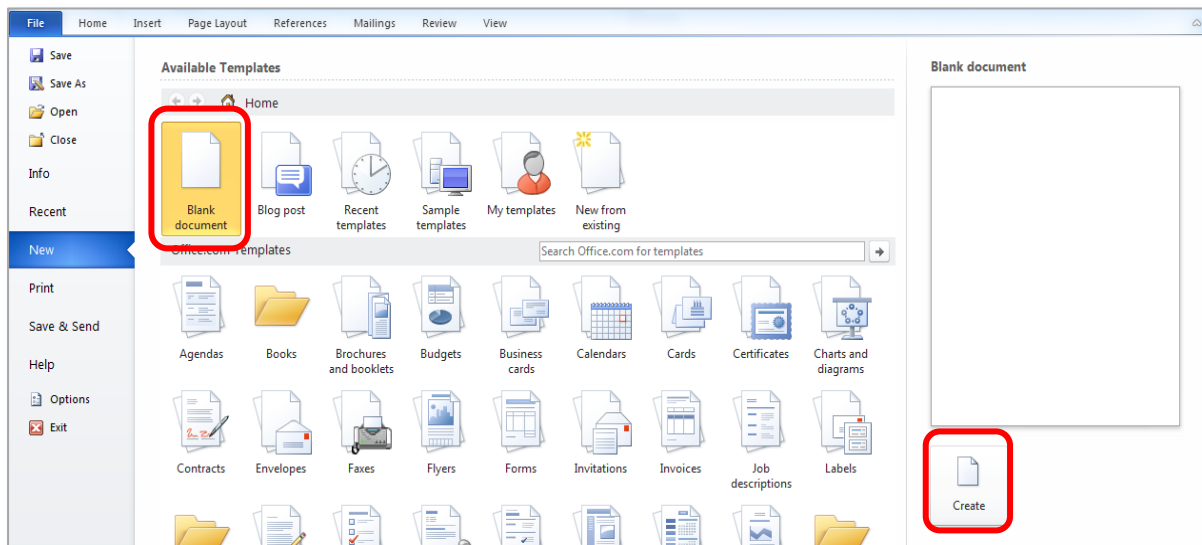 File Home Insert Page Layout References Mailings Review View
Save
Save As
Open
Close
Info
Recent
New
Print
Save & Send
Help
Options
Exit
Available Templates
Home
Blank document
Blog post
Recent templates
Sample templates
My templates
New from existing
Office.com Templates
Search Office.com for templates
Agendas
Books
Brochures and booklets
Budgets
Business cards
Calendars
Cards
Certificates
Charts and diagrams
Contracts
Envelopes
Faxes
Flyers
Forms
Invitations
Invoices
Job descriptions
Labels
Blank document
Create